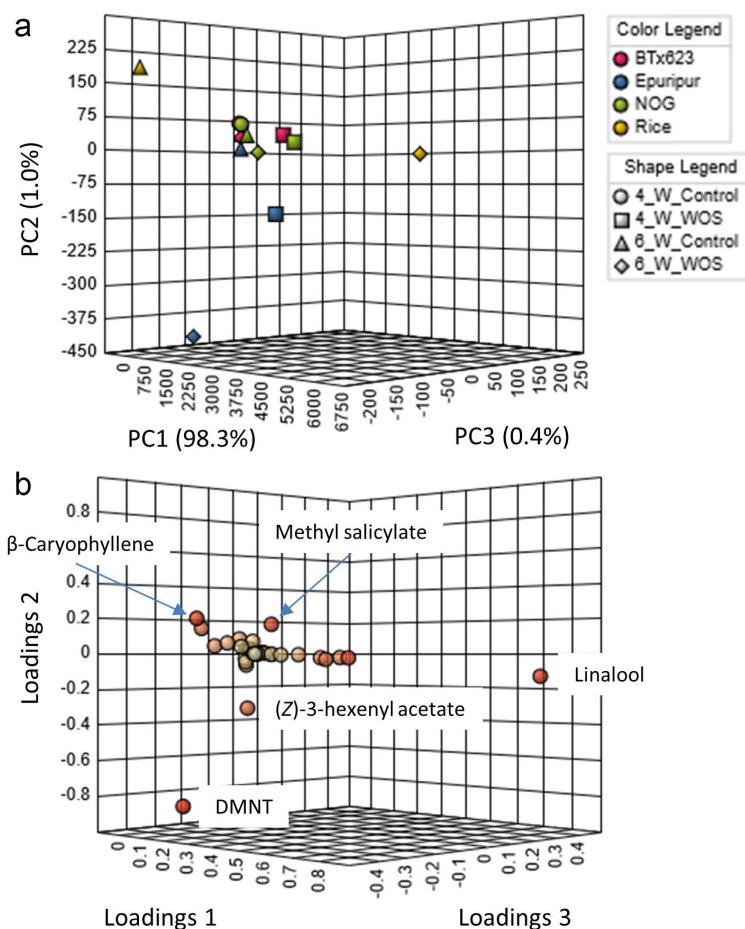 a
Color Legend
BTx623
Epuripur
NOG
Rice
Shape Legend
4_W_Control
4_W_WOS
6_W_Control
6_W_WOS
PC2 (1.0%)
225
150
75
0
-75
-150
-225
-300
-375
-450
0 750 1500 2250 3000 3750 4500 5250 6000 6750
-200 -150 -100 -50 0 50 100 150 200 250
PC1 (98.3%)
PC3 (0.4%)
b
β-Caryophyllene
Methyl salicylate
Linalool
(Z)-3-hexenyl acetate
DMNT
Loadings 2
0.8
0.4
0.2
0
-0.2
-0.4
-0.6
-0.8
0 0.1 0.2 0.3 0.4 0.5 0.6 0.7 0.8
-0.4 -0.3 -0.2 -0.1 0 0.1 0.2 0.3 0.4
Loadings 1
Loadings 3